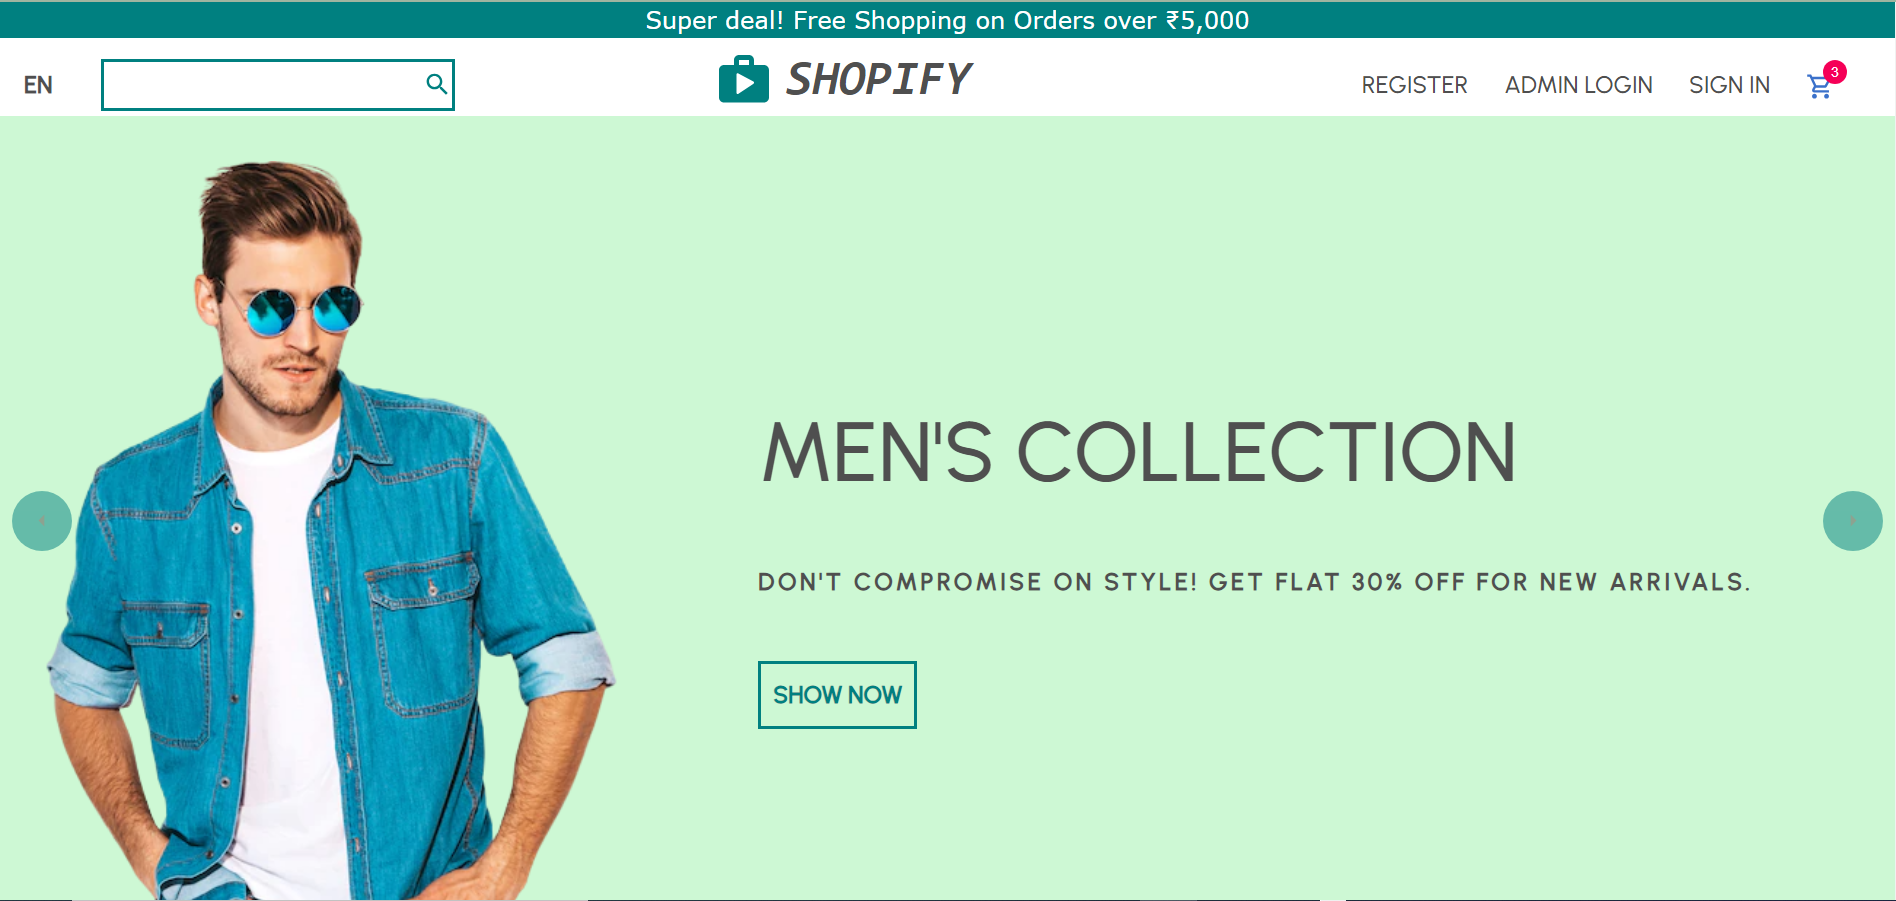 Super deal! Free Shopping on Orders over ₹5,000
EN
SHOPIFY
REGISTER
ADMIN LOGIN
SIGN IN
3
MEN'S COLLECTION
DON'T COMPROMISE ON STYLE! GET FLAT 30% OFF FOR NEW ARRIVALS.
SHOW NOW